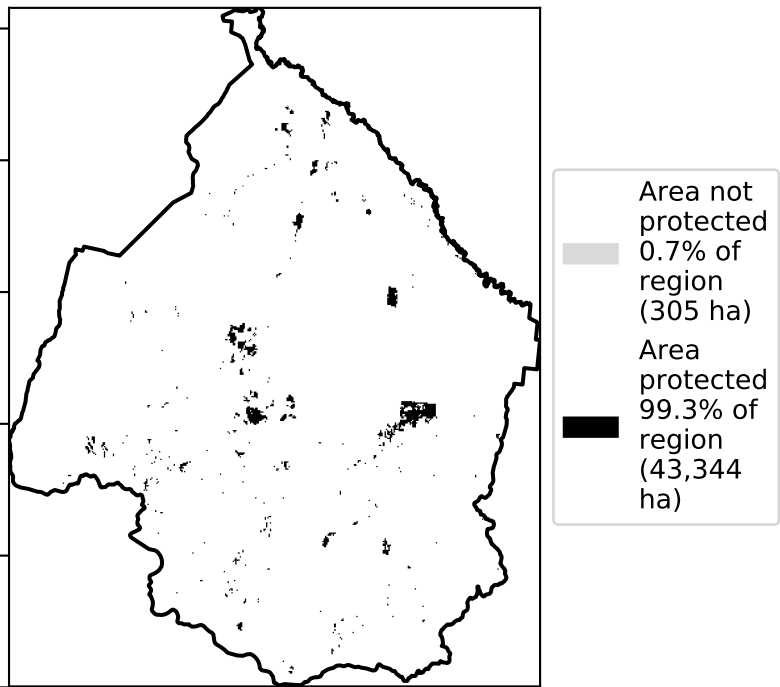 Area not
protected
0.7% of
region
(305 ha)
Area
protected
99.3% of
region
(43,344
ha)